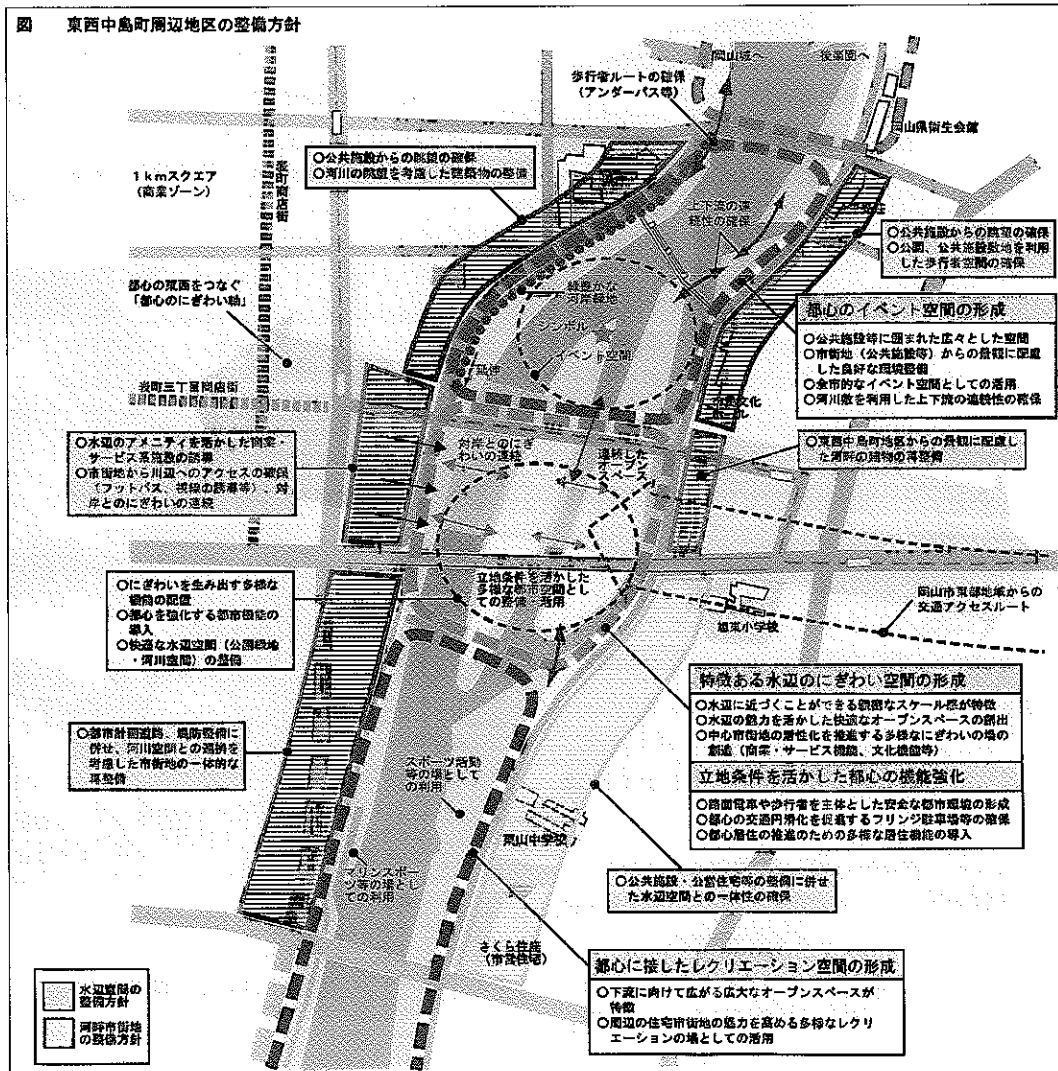 図　東西中島町周辺地区の整備方針
岡山城へ
後楽園へ
歩行者ルートの確保
（アンダーパス等）
岡山県衛生会館
1kmスクエア
（商業ゾーン）
表町商店街
○公共施設からの眺望の確保
○河川の眺望を考慮した建築物の整備
上下流の連
続性の確保
○公共施設からの眺望の確保
○公園、公共施設敷地を利用
した歩行者空間の確保
都心の東西をつなぐ
「都心のにぎわい軸」
緑豊かな
河岸緑地
シンボル
イベント空間
延伸
都心のイベント空間の形成
○公共施設等に囲まれた広々とした空間
○市街地（公共施設等）からの景観に配慮
した良好な環境整備
○全市的なイベント空間としての活用
○河川敷を利用した上下流の連続性の確保
表町三丁目商店街
文化
ホール
○水辺のアメニティを活かした商業・
サービス系施設の誘導
○市街地から川辺へのアクセスの確保
（フットパス、視線の誘導等）、対
岸とのにぎわいの連続
対岸とのにぎ
わいの連続
連続した
オープン
スペース
○東西中島町地区からの景観に配慮し
た河畔の建物の再整備
○にぎわいを生み出す多様な
機能の配置
○都心を強化する都市機能の
導入
○快適な水辺空間（公園緑地
・河川空間）の整備
立地条件を活かした
多様な都市空間とし
ての整備・活用
旭東小学校
岡山市東部地域からの
交通アクセスルート
特徴ある水辺のにぎわい空間の形成
○水辺に近づくことができる親密なスケール感が特徴
○水辺の魅力を活かした快適なオープンスペースの創出
○中心市街地の活性化を推進する多様なにぎわいの場の
創造（商業・サービス機能、文化機能等）
立地条件を活かした都心の機能強化
○路面電車や歩行者を主体とした安全な都市環境の形成
○都心の交通円滑化を促進するフリンジ駐車場等の確保
○都心居住の推進のための多様な居住機能の導入
○都市計画道路、堤防整備に
併せ、河川空間との連続を
考慮した市街地の一体的な
再整備
スポーツ活動
等の場として
の利用
東山中学校
マリンスポー
ツ等の場とし
ての利用
○公共施設・公営住宅等の整備に併せ
た水辺空間との一体性の確保
さくら住座
（市営住宅）
都心に接したレクリエーション空間の形成
○下流に向けて広がる広大なオープンスペースが
特徴
○周辺の住宅市街地の魅力を高める多様なレクリ
エーションの場としての活用
水辺空間の
整備方針
河畔市街地
の整備方針